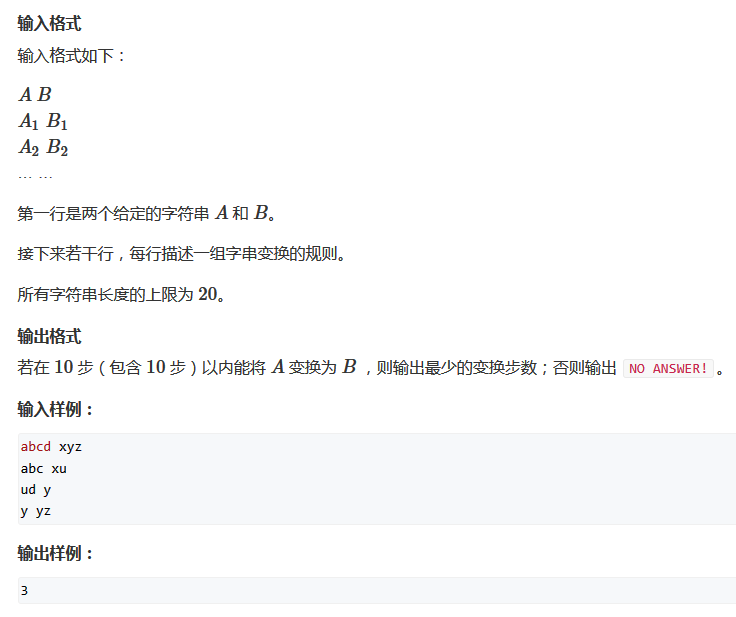 输入格式
输入格式如下：
A B
A₁ B₁
A₂ B₂
... ...
第一行是两个给定的字符串 A 和 B。
接下来若干行，每行描述一组字串变换的规则。
所有字符串长度的上限为 20。
输出格式
若在 10 步（包含 10 步）以内能将 A 变换为 B ，则输出最少的变换步数；否则输出 NO ANSWER! 。
输入样例：
abcd xyz
abc xu
ud y
y yz
输出样例：
3